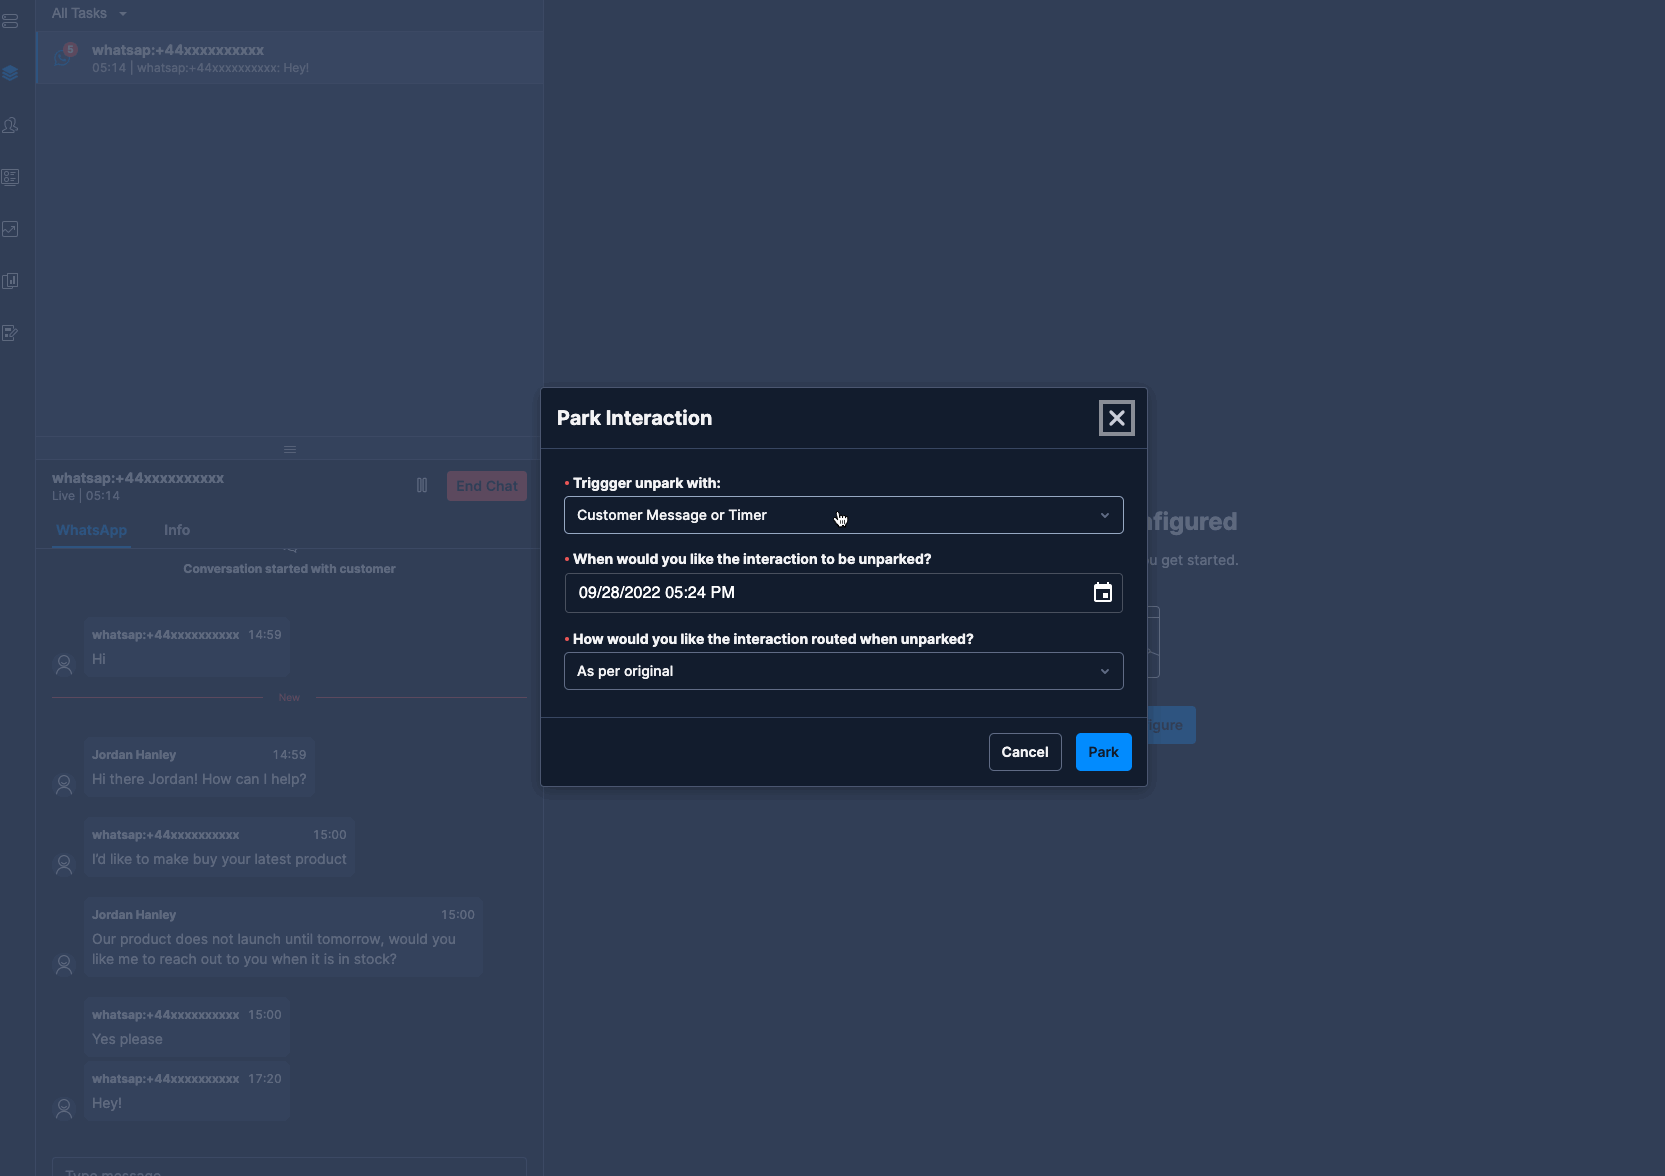 All Tasks
5
whatsap:+44xxxxxxxxxx
05:14 | whatsap:+44xxxxxxxxxx: Hey!
whatsap:+44xxxxxxxxxx
Live | 05:14
End Chat
WhatsApp
Info
Conversation started with customer
whatsap:+44xxxxxxxxxx 14:59
Hi
New
Jordan Hanley 14:59
Hi there Jordan! How can I help?
whatsap:+44xxxxxxxxxx 15:00
I'd like to make buy your latest product
Jordan Hanley 15:00
Our product does not launch until tomorrow, would you
like me to reach out to you when it is in stock?
whatsap:+44xxxxxxxxxx 15:00
Yes please
whatsap:+44xxxxxxxxxx 17:20
Hey!
Type message
Park Interaction
• Triggger unpark with:
Customer Message or Timer
• When would you like the interaction to be unparked?
09/28/2022 05:24 PM
• How would you like the interaction routed when unparked?
As per original
Cancel
Park
nfigured
u get started.
igure